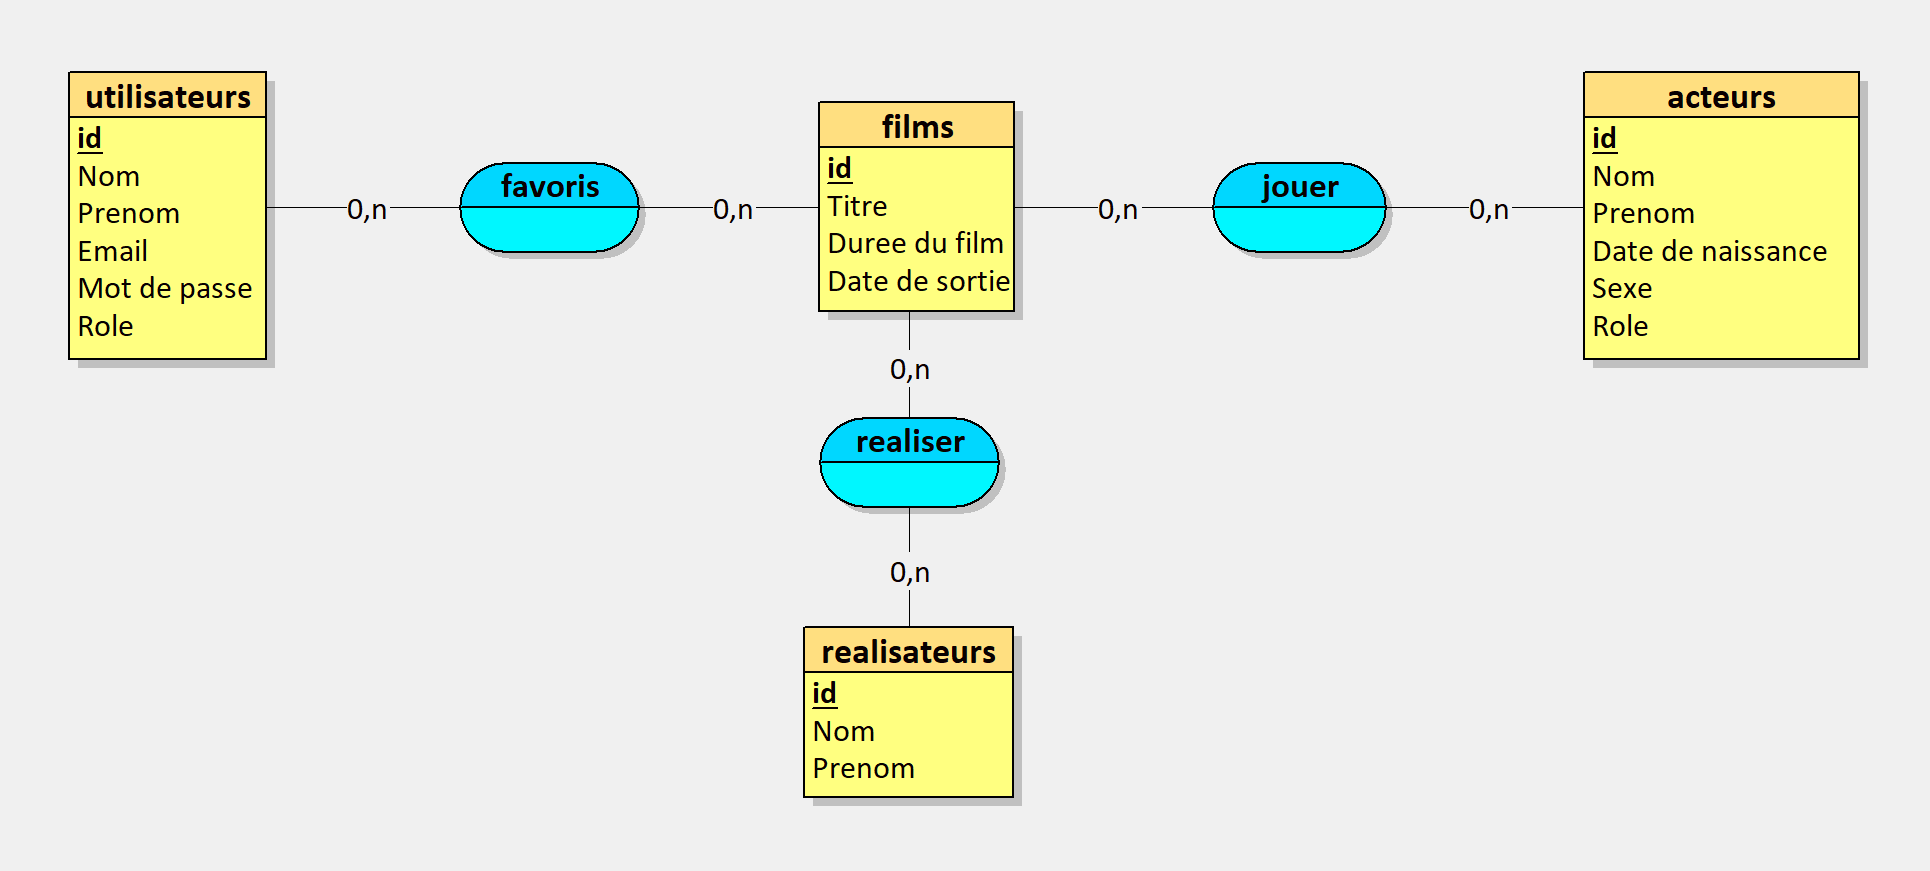 utilisateurs
id
Nom
Prenom
Email
Mot de passe
Role
0,n
favoris
0,n
films
id
Titre
Duree du film
Date de sortie
0,n
jouer
0,n
acteurs
id
Nom
Prenom
Date de naissance
Sexe
Role
0,n
realiser
0,n
realisateurs
id
Nom
Prenom